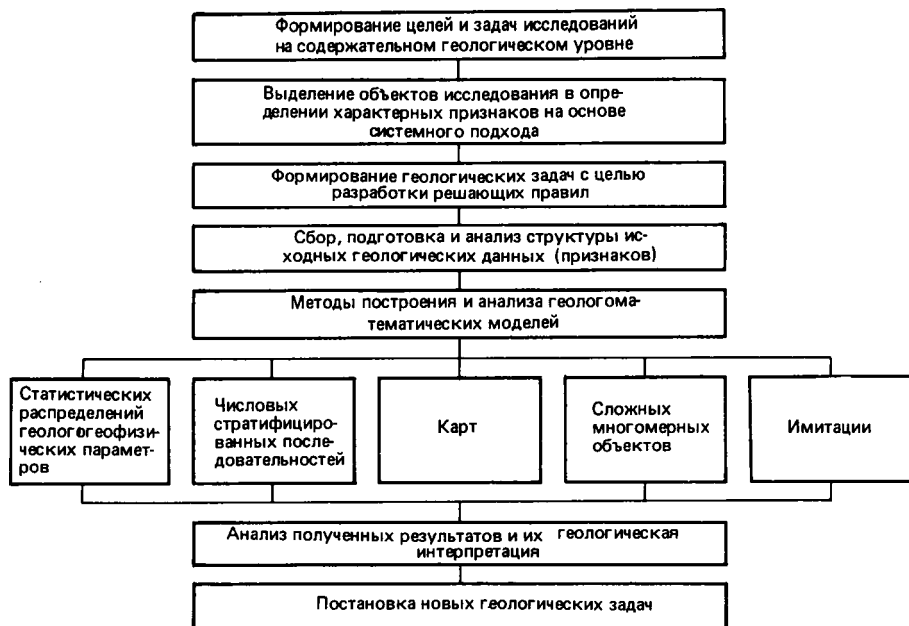 Формирование целей и задач исследований
на содержательном геологическом уровне
Выделение объектов исследования в опре-
делении характерных признаков на основе
системного подхода
Формирование геологических задач с целью
разработки решающих правил
Сбор, подготовка и анализ структуры ис-
ходных геологических данных (признаков)
Методы построения и анализа геологома-
тематических моделей
Статистических
распределений
геологогеофизи-
ческих парамет-
ров
Числовых
стратифициро-
ванных после-
довательностей
Карт
Сложных
многомерных
объектов
Имитации
Анализ полученных результатов и их геологическая
интерпретация
Постановка новых геологических задач